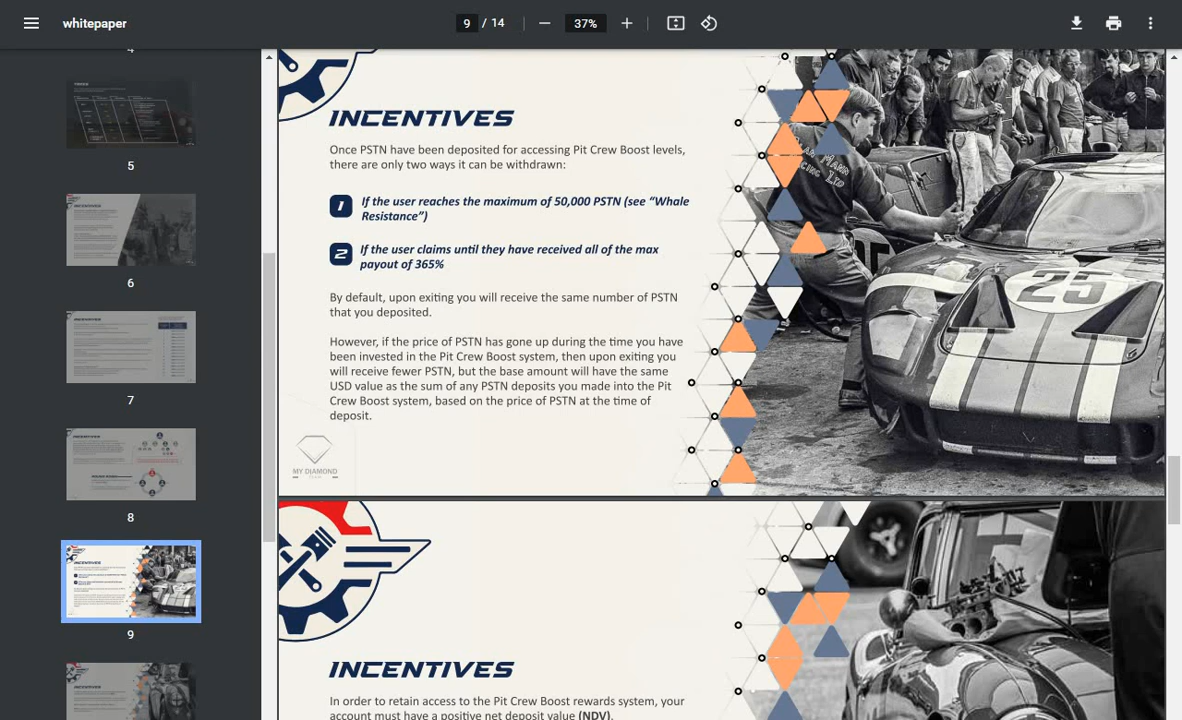 whitepaper
9 / 14
37%
4
5
6
7
8
9
INCENTIVES
Once PSTN have been deposited for accessing Pit Crew Boost levels,
there are only two ways it can be withdrawn:
1 If the user reaches the maximum of 50,000 PSTN (see “Whale
Resistance”)
2 If the user claims until they have received all of the max
payout of 365%
By default, upon exiting you will receive the same number of PSTN
that you deposited.
However, if the price of PSTN has gone up during the time you have
been invested in the Pit Crew Boost system, then upon exiting you
will receive fewer PSTN, but the base amount will have the same
USD value as the sum of any PSTN deposits you made into the Pit
Crew Boost system, based on the price of PSTN at the time of
deposit.
MY DIAMOND
TEAM
Alan Mann
Racing
Ltd
25
INCENTIVES
In order to retain access to the Pit Crew Boost rewards system, your
account must have a positive net deposit value (NDV).